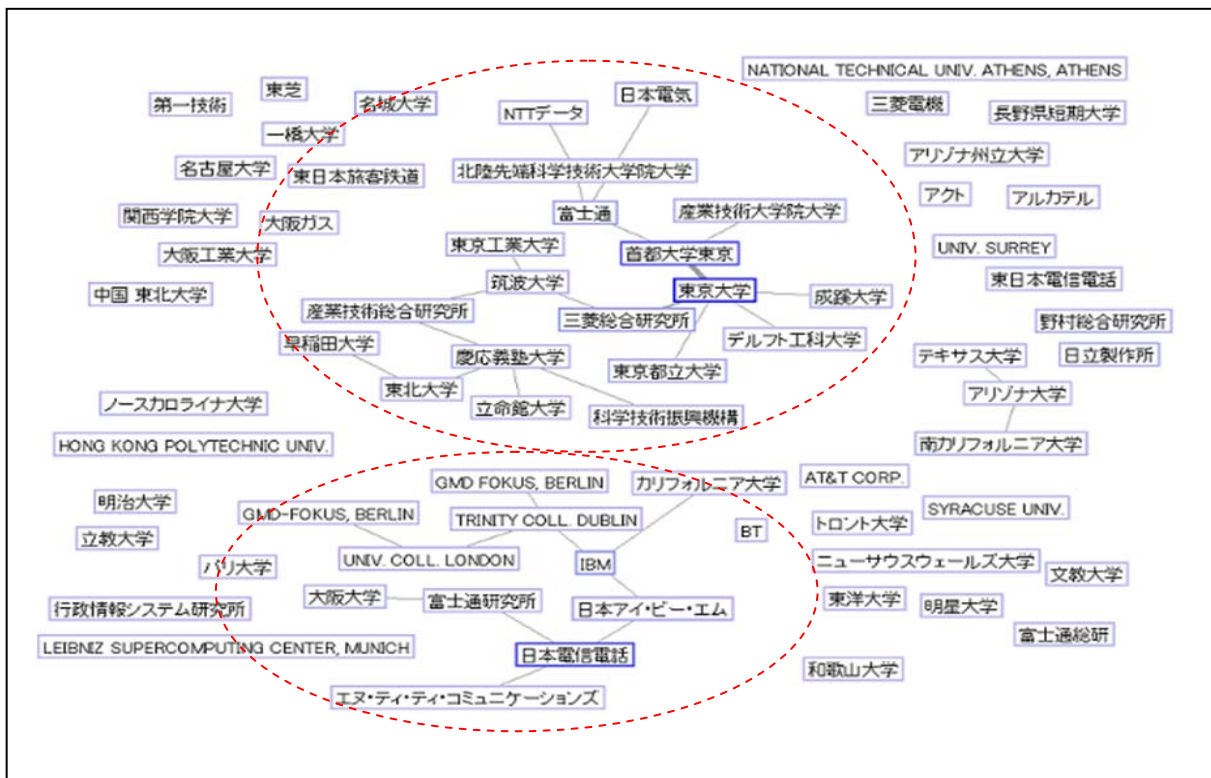 NATIONAL TECHNICAL UNIV. ATHENS, ATHENS
東芝
第一技術
名城大学
NTTデータ
日本電気
三菱電機
長野県短期大学
一橋大学
名古屋大学
東日本旅客鉄道
北陸先端科学技術大学院大学
アリゾナ州立大学
関西学院大学
大阪ガス
富士通
産業技術大学院大学
アクト
アルカテル
大阪工業大学
東京工業大学
首都大学東京
UNIV. SURREY
中国 東北大学
筑波大学
東京大学
成蹊大学
東日本電信電話
産業技術総合研究所
三菱総合研究所
野村総合研究所
早稲田大学
慶応義塾大学
デルフト工科大学
テキサス大学
日立製作所
東北大学
東京都立大学
アリゾナ大学
ノースカロライナ大学
立命館大学
科学技術振興機構
HONG KONG POLYTECHNIC UNIV.
南カリフォルニア大学
GMD FOKUS, BERLIN
カリフォルニア大学
AT&T CORP.
明治大学
GMD-FOKUS, BERLIN
TRINITY COLL. DUBLIN
BT
トロント大学
SYRACUSE UNIV.
立教大学
パリ大学
UNIV. COLL. LONDON
IBM
ニューサウスウェールズ大学
文教大学
行政情報システム研究所
大阪大学
富士通研究所
日本アイ・ビー・エム
東洋大学
明星大学
LEIBNIZ SUPERCOMPUTING CENTER, MUNICH
日本電信電話
富士通総研
和歌山大学
エヌ・ティ・ティ・コミュニケーションズ